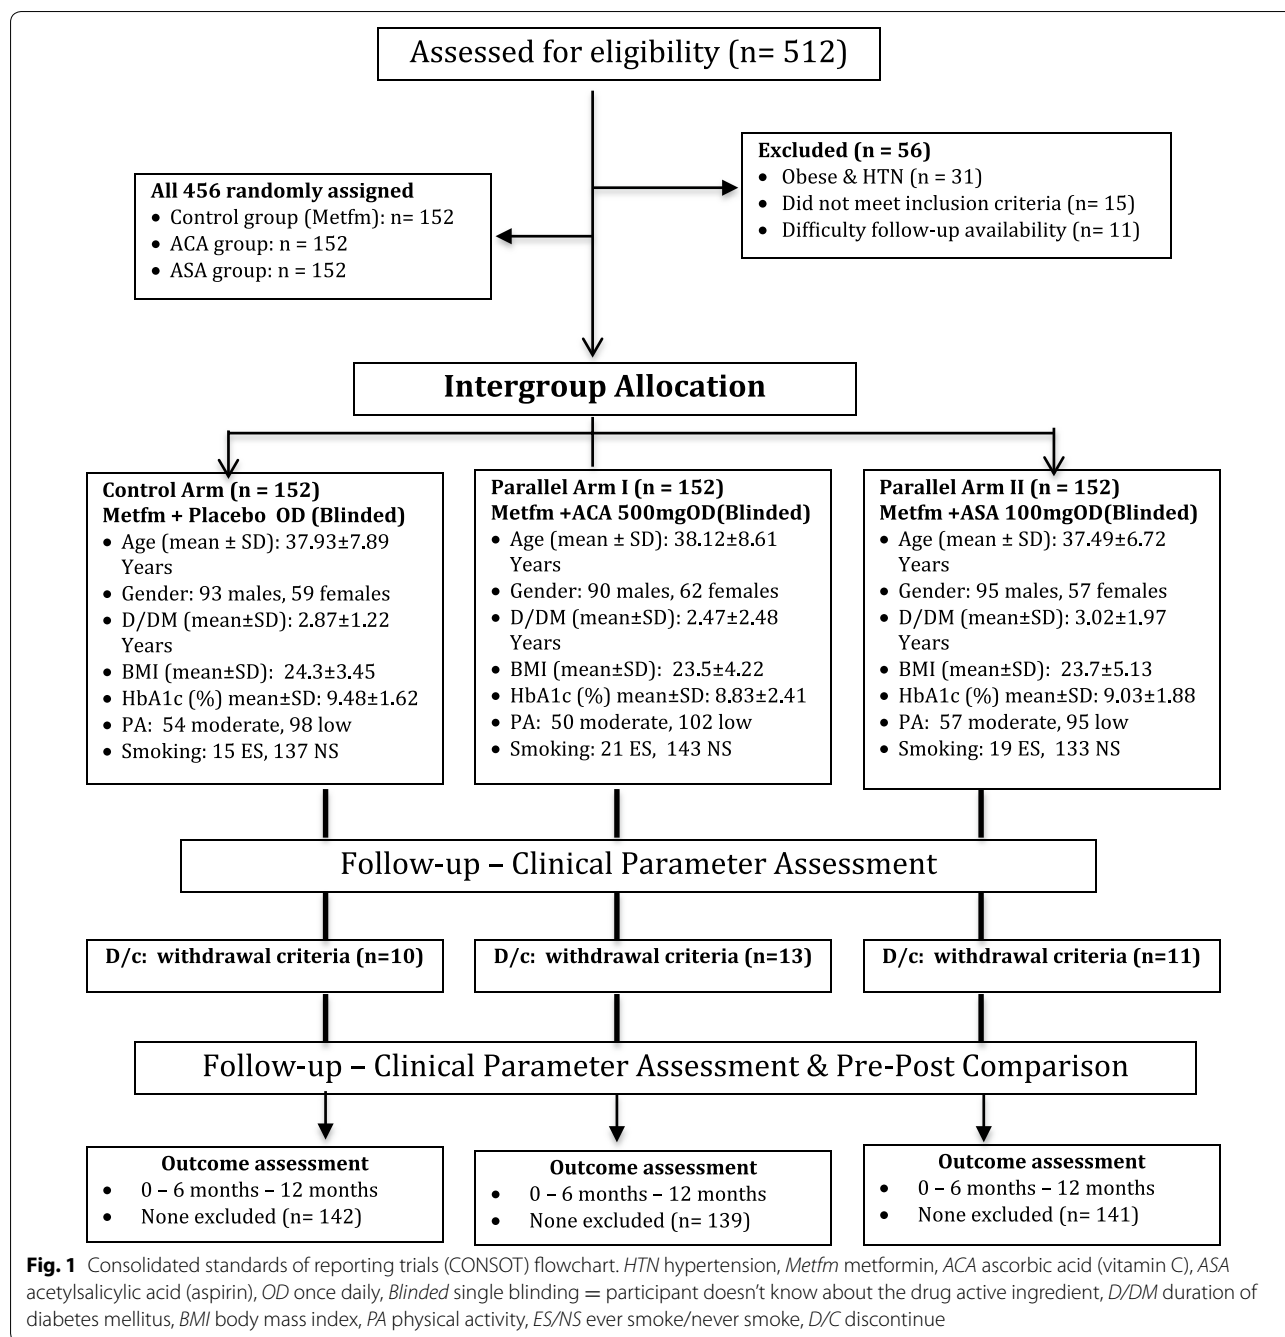 Assessed for eligibility (n= 512)
Excluded (n = 56)
• Obese & HTN (n = 31)
• Did not meet inclusion criteria (n= 15)
• Difficulty follow-up availability (n= 11)
All 456 randomly assigned
• Control group (Metfm): n= 152
• ACA group: n = 152
• ASA group: n = 152
Intergroup Allocation
Control Arm (n = 152)
Metfm + Placebo OD (Blinded)
• Age (mean ± SD): 37.93±7.89
Years
• Gender: 93 males, 59 females
• D/DM (mean±SD): 2.87±1.22
Years
• BMI (mean±SD): 24.3±3.45
• HbA1c (%) mean±SD: 9.48±1.62
• PA: 54 moderate, 98 low
• Smoking: 15 ES, 137 NS
Parallel Arm I (n = 152)
Metfm +ACA 500mgOD(Blinded)
• Age (mean ± SD): 38.12±8.61
Years
• Gender: 90 males, 62 females
• D/DM (mean±SD): 2.47±2.48
Years
• BMI (mean±SD): 23.5±4.22
• HbA1c (%) mean±SD: 8.83±2.41
• PA: 50 moderate, 102 low
• Smoking: 21 ES, 143 NS
Parallel Arm II (n = 152)
Metfm +ASA 100mgOD(Blinded)
• Age (mean ± SD): 37.49±6.72
Years
• Gender: 95 males, 57 females
• D/DM (mean±SD): 3.02±1.97
Years
• BMI (mean±SD): 23.7±5.13
• HbA1c (%) mean±SD: 9.03±1.88
• PA: 57 moderate, 95 low
• Smoking: 19 ES, 133 NS
Follow-up – Clinical Parameter Assessment
D/c: withdrawal criteria (n=10)
D/c: withdrawal criteria (n=13)
D/c: withdrawal criteria (n=11)
Follow-up – Clinical Parameter Assessment & Pre-Post Comparison
Outcome assessment
• 0 – 6 months – 12 months
• None excluded (n= 142)
Outcome assessment
• 0 – 6 months – 12 months
• None excluded (n= 139)
Outcome assessment
• 0 – 6 months – 12 months
• None excluded (n= 141)
Fig. 1 Consolidated standards of reporting trials (CONSOT) flowchart. HTN hypertension, Metfm metformin, ACA ascorbic acid (vitamin C), ASA
acetylsalicylic acid (aspirin), OD once daily, Blinded single blinding = participant doesn't know about the drug active ingredient, D/DM duration of
diabetes mellitus, BMI body mass index, PA physical activity, ES/NS ever smoke/never smoke, D/C discontinue